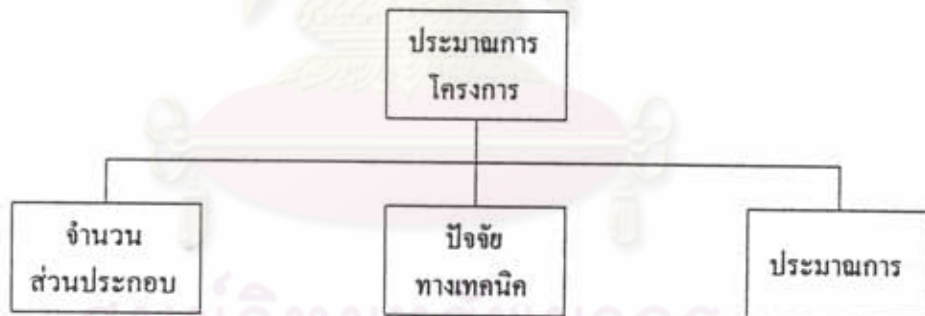 ประมาณการ
โครงการ
จำนวน
ส่วนประกอบ
ปัจจัย
ทางเทคนิค
ประมาณการ